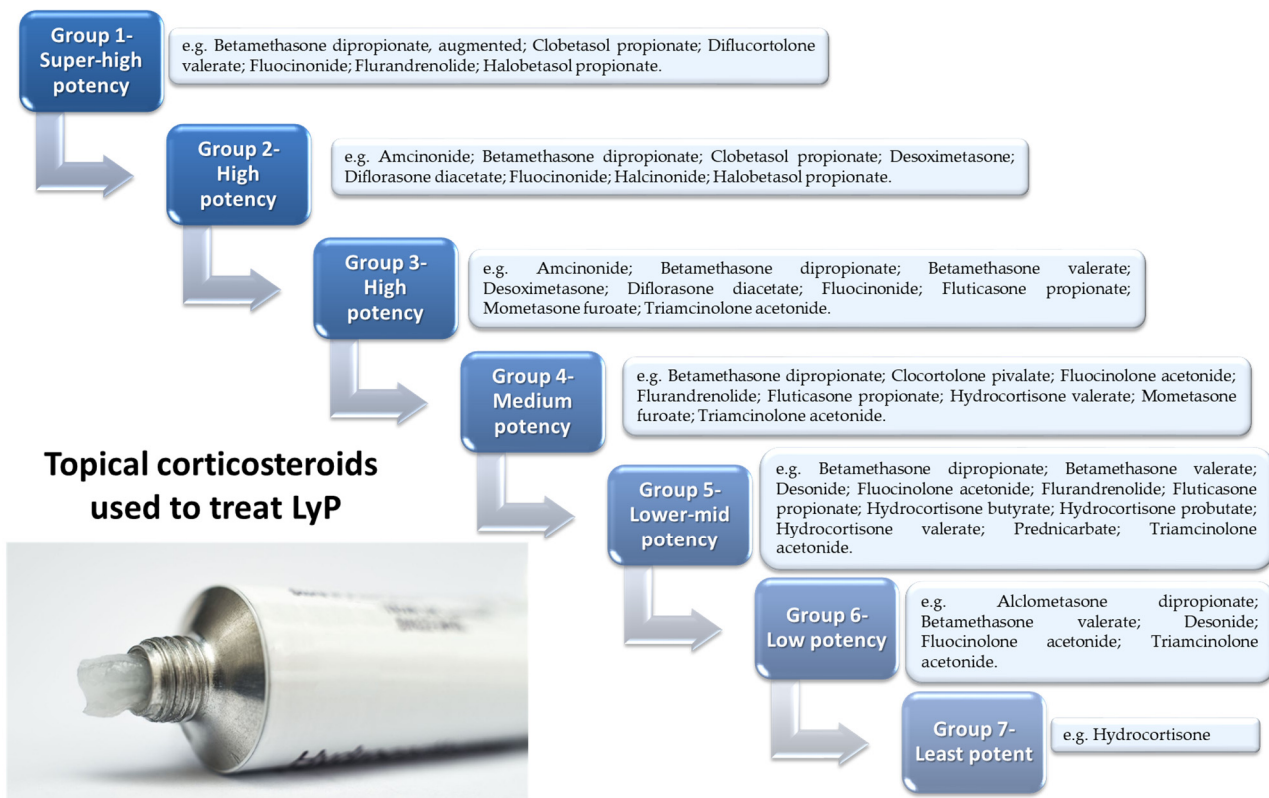 Group 1-
Super-high
potency
e.g. Betamethasone dipropionate, augmented; Clobetasol propionate; Diflucortolone
valerate; Fluocinonide; Flurandrenolide; Halobetasol propionate.
Group 2-
High
potency
e.g. Amcinonide; Betamethasone dipropionate; Clobetasol propionate; Desoximetasone;
Diflorasone diacetate; Fluocinonide; Halcinonide; Halobetasol propionate.
Group 3-
High
potency
e.g. Amcinonide; Betamethasone dipropionate; Betamethasone valerate;
Desoximetasone; Diflorasone diacetate; Fluocinonide; Fluticasone propionate;
Mometasone furoate; Triamcinolone acetonide.
Group 4-
Medium
potency
e.g. Betamethasone dipropionate; Clocortolone pivalate; Fluocinolone acetonide;
Flurandrenolide; Fluticasone propionate; Hydrocortisone valerate; Mometasone
furoate; Triamcinolone acetonide.
Topical corticosteroids
used to treat LyP
Group 5-
Lower-mid
potency
e.g. Betamethasone dipropionate; Betamethasone valerate;
Desonide; Fluocinolone acetonide; Flurandrenolide; Fluticasone
propionate; Hydrocortisone butyrate; Hydrocortisone probutate;
Hydrocortisone valerate; Prednicarbate; Triamcinolone
acetonide.
Group 6-
Low potency
e.g. Alclometasone dipropionate;
Betamethasone valerate; Desonide;
Fluocinolone acetonide; Triamcinolone
acetonide.
Group 7-
Least potent
e.g. Hydrocortisone